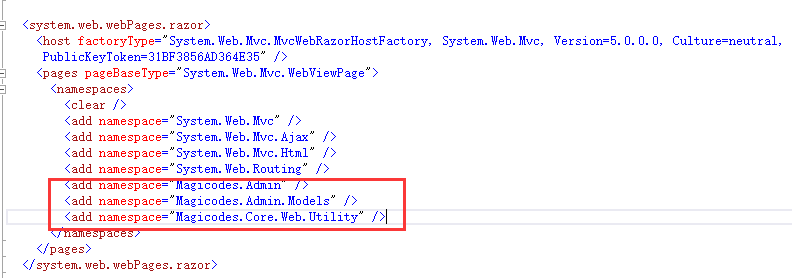 <system.web.webPages.razor>
<host factoryType="System.Web.Mvc.MvcWebRazorHostFactory, System.Web.Mvc, Version=5.0.0.0, Culture=neutral,
PublicKeyToken=31BF3856AD364E35" />
<pages pageBaseType="System.Web.Mvc.WebViewPage">
<namespaces>
<clear />
<add namespace="System.Web.Mvc" />
<add namespace="System.Web.Mvc.Ajax" />
<add namespace="System.Web.Mvc.Html" />
<add namespace="System.Web.Routing" />
<add namespace="Magicodes.Admin" />
<add namespace="Magicodes.Admin.Models" />
<add namespace="Magicodes.Core.Web.Utility" />
</namespaces>
</pages>
</system.web.webPages.razor>